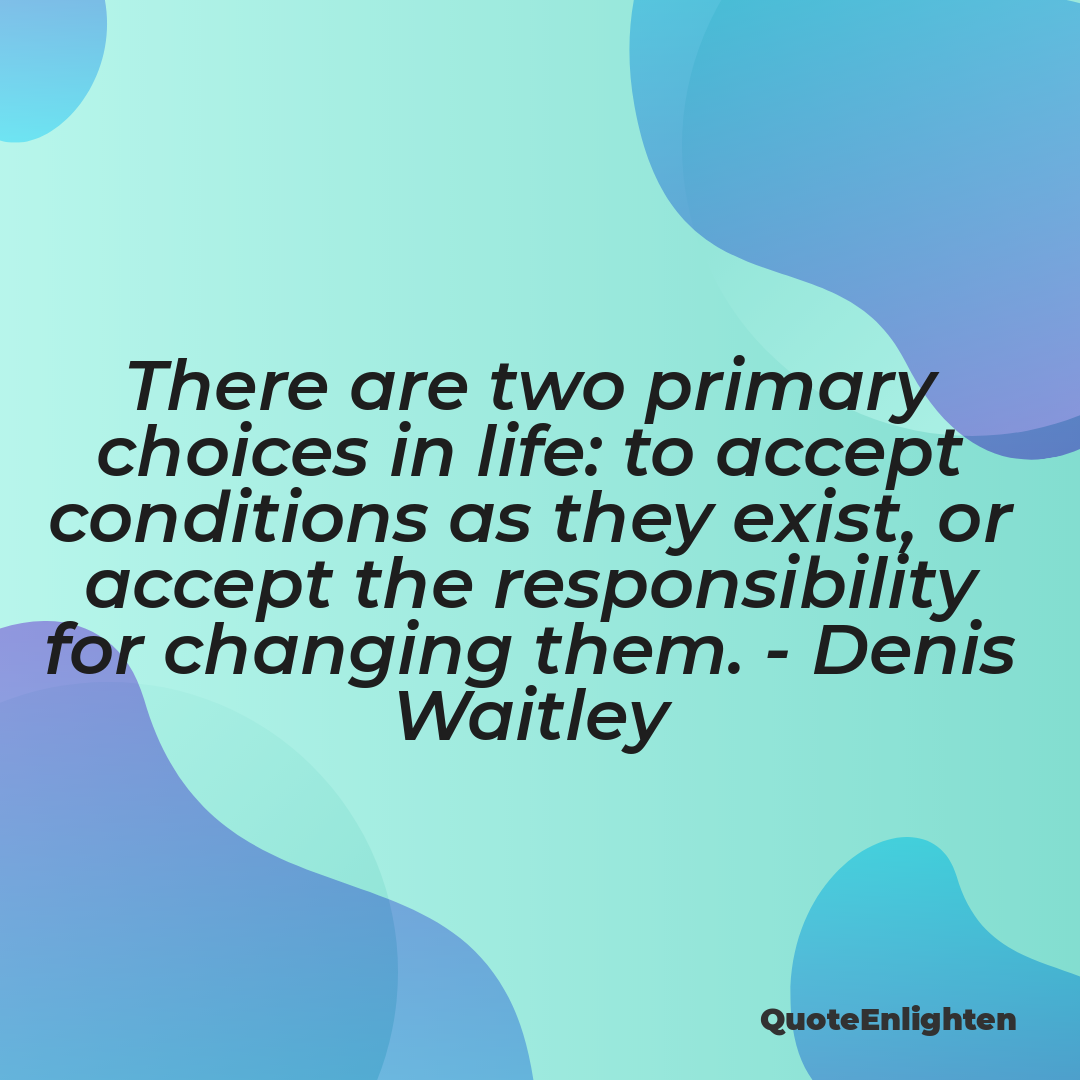 There are two primary
choices in life: to accept
conditions as they exist, or
accept the responsibility
for changing them. - Denis
Waitley
QuoteEnlighten